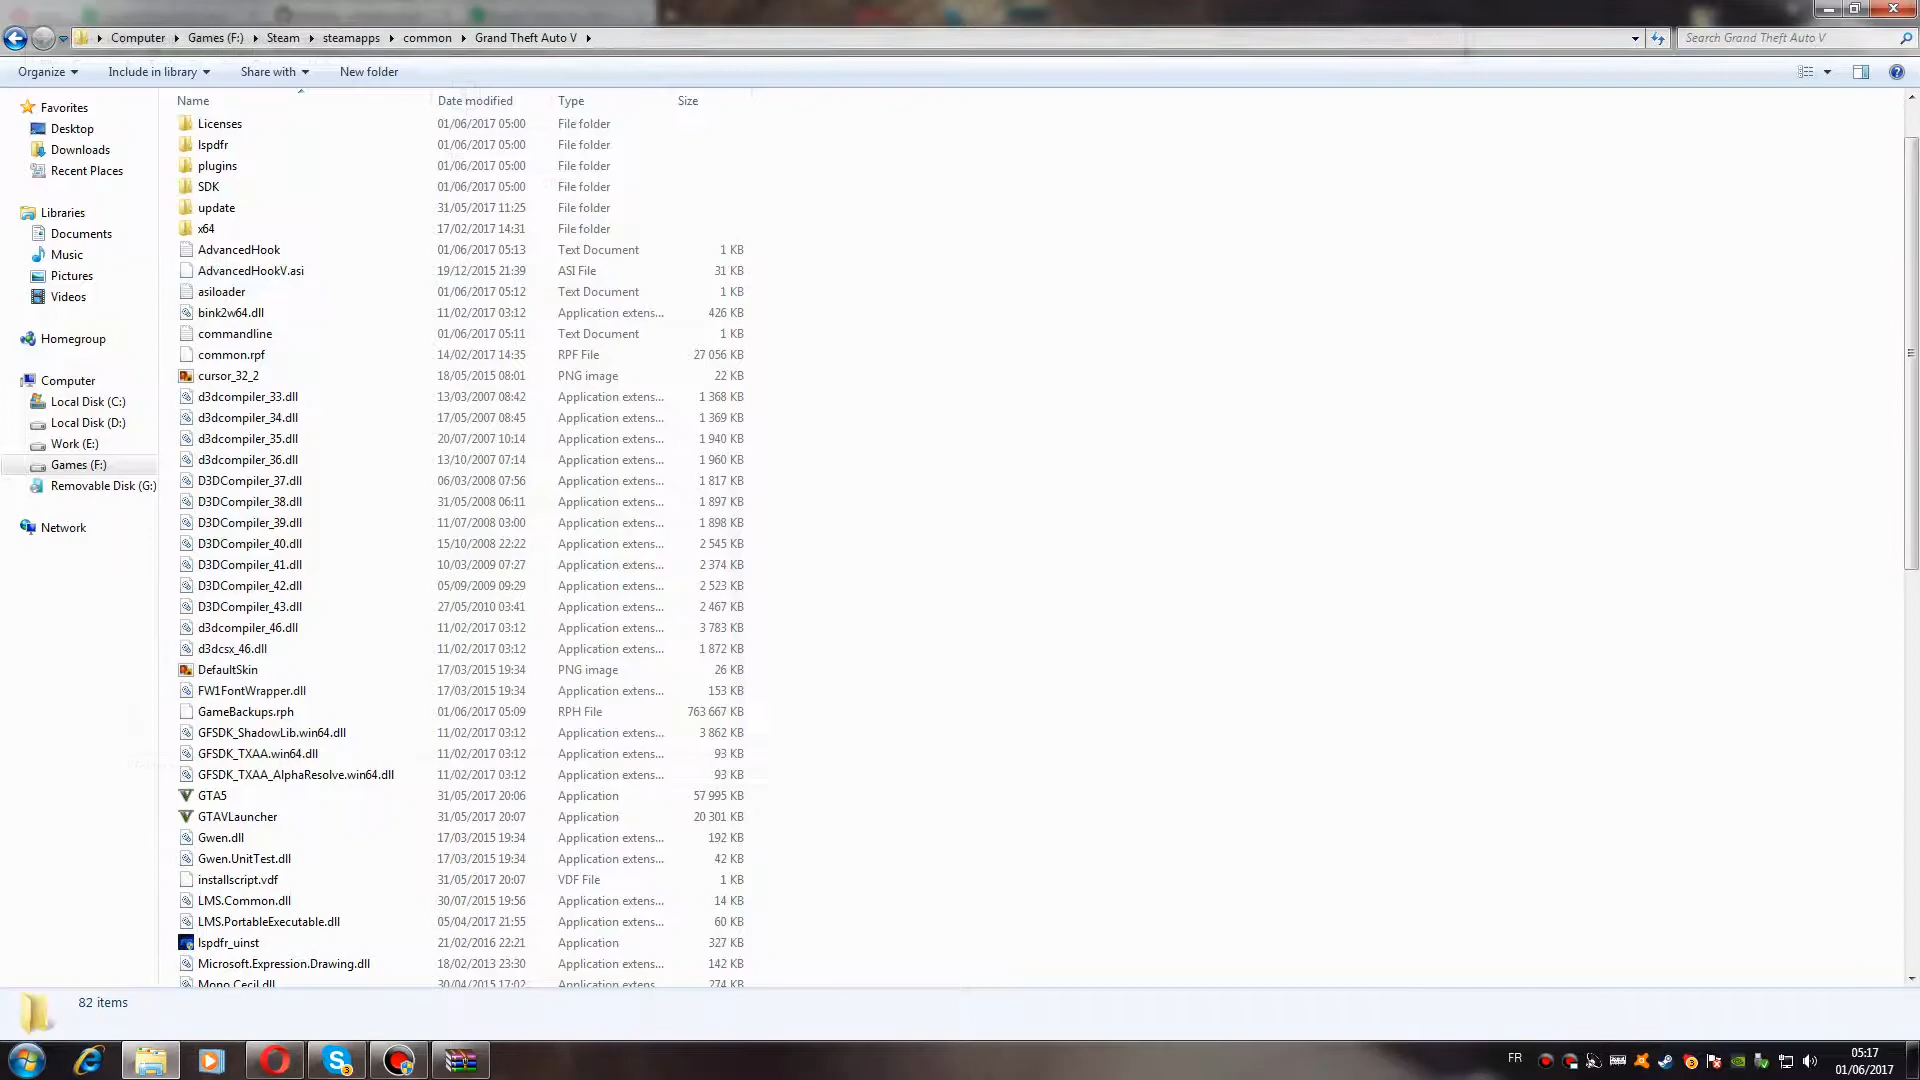 Computer Games (F:) Steam steamapps common Grand Theft Auto V Search Grand Theft Auto V
Organize Include in library Share with New folder
Favorites
Desktop
Downloads
Recent Places
Libraries
Documents
Music
Pictures
Videos
Homegroup
Computer
Local Disk (C:)
Local Disk (D:)
Work (E:)
Games (F:)
Removable Disk (G:)
Network
Name Date modified Type Size
Licenses 01/06/2017 05:00 File folder
lspdfr 01/06/2017 05:00 File folder
plugins 01/06/2017 05:00 File folder
SDK 01/06/2017 05:00 File folder
update 31/05/2017 11:25 File folder
x64 17/02/2017 14:31 File folder
AdvancedHook 01/06/2017 05:13 Text Document 1 KB
AdvancedHookV.asi 19/12/2015 21:39 ASI File 31 KB
asiloader 01/06/2017 05:12 Text Document 1 KB
bink2w64.dll 11/02/2017 03:12 Application extens... 426 KB
commandline 01/06/2017 05:11 Text Document 1 KB
common.rpf 14/02/2017 14:35 RPF File 27 056 KB
cursor_32_2 18/05/2015 08:01 PNG image 22 KB
d3dcompiler_33.dll 13/03/2007 08:42 Application extens... 1 368 KB
d3dcompiler_34.dll 17/05/2007 08:45 Application extens... 1 369 KB
d3dcompiler_35.dll 20/07/2007 10:14 Application extens... 1 940 KB
d3dcompiler_36.dll 13/10/2007 07:14 Application extens... 1 960 KB
D3DCompiler_37.dll 06/03/2008 07:56 Application extens... 1 817 KB
D3DCompiler_38.dll 31/05/2008 06:11 Application extens... 1 897 KB
D3DCompiler_39.dll 11/07/2008 03:00 Application extens... 1 898 KB
D3DCompiler_40.dll 15/10/2008 22:22 Application extens... 2 545 KB
D3DCompiler_41.dll 10/03/2009 07:27 Application extens... 2 374 KB
D3DCompiler_42.dll 05/09/2009 09:29 Application extens... 2 523 KB
D3DCompiler_43.dll 27/05/2010 03:41 Application extens... 2 467 KB
d3dcompiler_46.dll 11/02/2017 03:12 Application extens... 3 783 KB
d3dcsx_46.dll 11/02/2017 03:12 Application extens... 1 872 KB
DefaultSkin 17/03/2015 19:34 PNG image 26 KB
FW1FontWrapper.dll 17/03/2015 19:34 Application extens... 153 KB
GameBackups.rph 01/06/2017 05:09 RPH File 763 667 KB
GFSDK_ShadowLib.win64.dll 11/02/2017 03:12 Application extens... 3 862 KB
GFSDK_TXAA.win64.dll 11/02/2017 03:12 Application extens... 93 KB
GFSDK_TXAA_AlphaResolve.win64.dll 11/02/2017 03:12 Application extens... 93 KB
GTA5 31/05/2017 20:06 Application 57 995 KB
GTAVLauncher 31/05/2017 20:07 Application 20 301 KB
Gwen.dll 17/03/2015 19:34 Application extens... 192 KB
Gwen.UnitTest.dll 17/03/2015 19:34 Application extens... 42 KB
installscript.vdf 31/05/2017 20:07 VDF File 1 KB
LMS.Common.dll 30/07/2015 19:56 Application extens... 14 KB
LMS.PortableExecutable.dll 05/04/2017 21:55 Application extens... 60 KB
lspdfr_uinst 21/02/2016 22:21 Application 327 KB
Microsoft.Expression.Drawing.dll 18/02/2013 23:30 Application extens... 142 KB
Mono.Cecil.dll 30/04/2015 17:02 Application extens... 274 KB
82 items
FR 05:17
01/06/2017